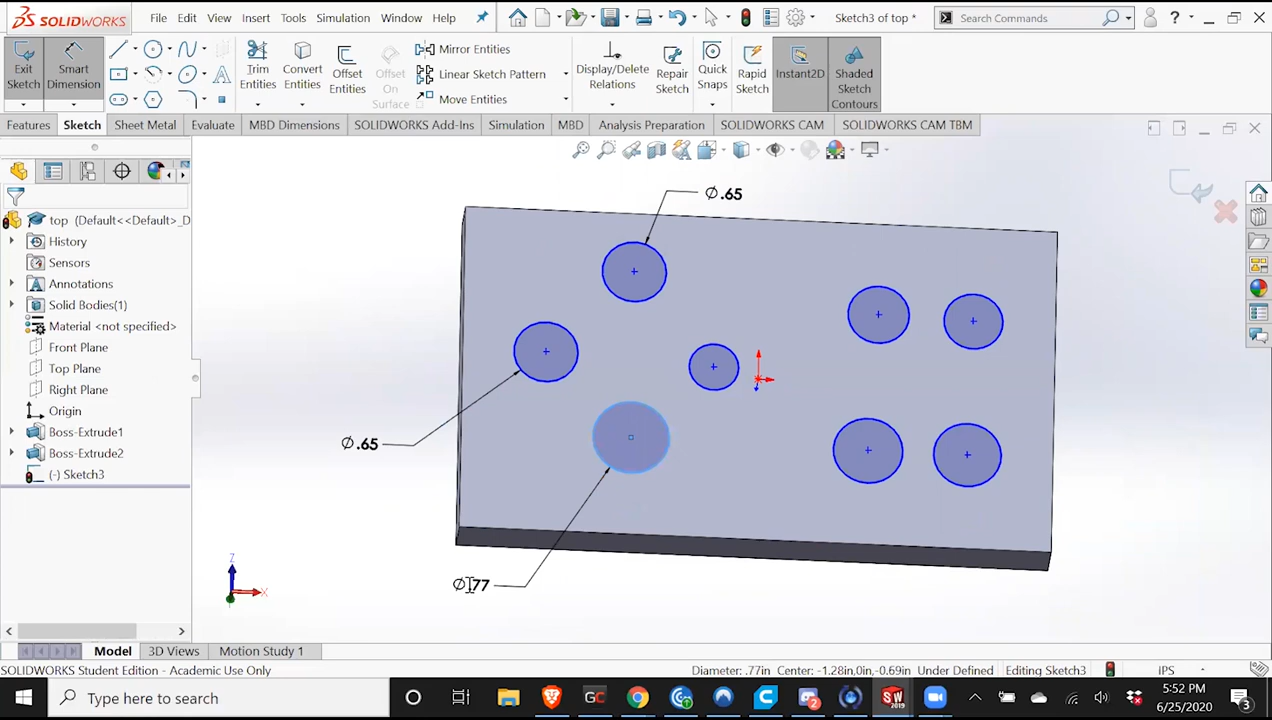 SOLIDWORKS
File Edit View Insert Tools Simulation Window Help
Sketch3 of top *
Search Commands
Exit Sketch
Smart Dimension
Trim Entities
Convert Entities
Offset Entities
Offset On Surface
Mirror Entities
Linear Sketch Pattern
Move Entities
Display/Delete Relations
Repair Sketch
Quick Snaps
Rapid Sketch
Instant2D
Shaded Sketch Contours
Features Sketch Sheet Metal Evaluate MBD Dimensions SOLIDWORKS Add-Ins Simulation MBD Analysis Preparation SOLIDWORKS CAM SOLIDWORKS CAM TBM
top (Default<<Default>_D
History
Sensors
Annotations
Solid Bodies(1)
Material <not specified>
Front Plane
Top Plane
Right Plane
Origin
Boss-Extrude1
Boss-Extrude2
(-) Sketch3
∅.65
∅.65
∅.77
Z
X
Model 3D Views Motion Study 1
SOLIDWORKS Student Edition - Academic Use Only
Diameter: .77in Center: -1.28in,0in,-0.69in Under Defined Editing Sketch3 IPS
Type here to search
GC
SW
2019
2
5:52 PM
6/25/2020
3